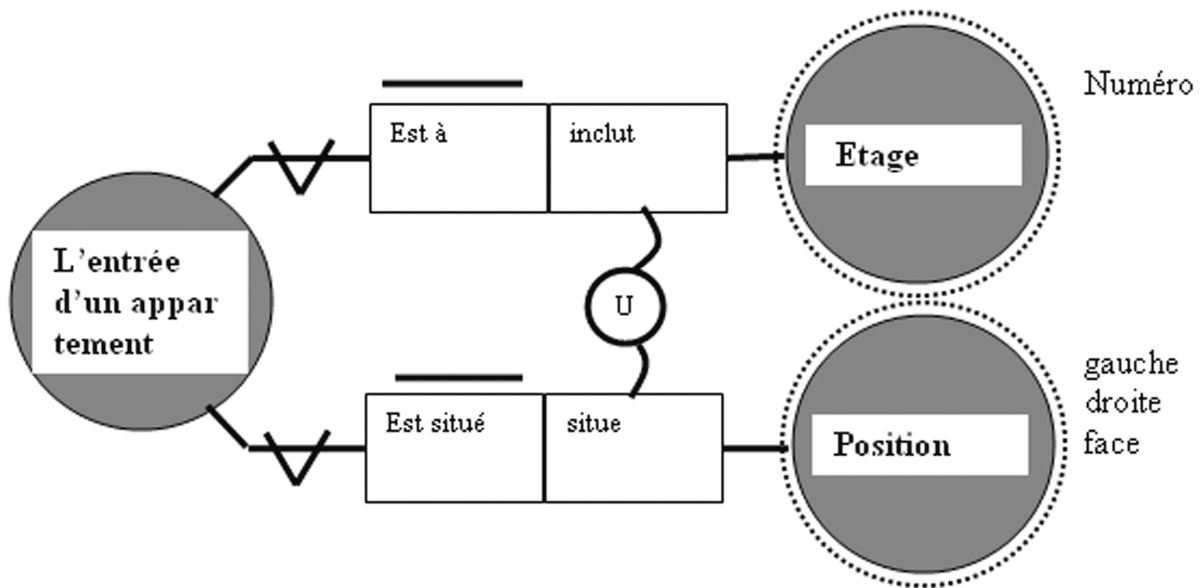 Numéro
Est à
inclut
Etage
L'entrée
d'un appar
tement
U
gauche
droite
face
Est situé
situe
Position